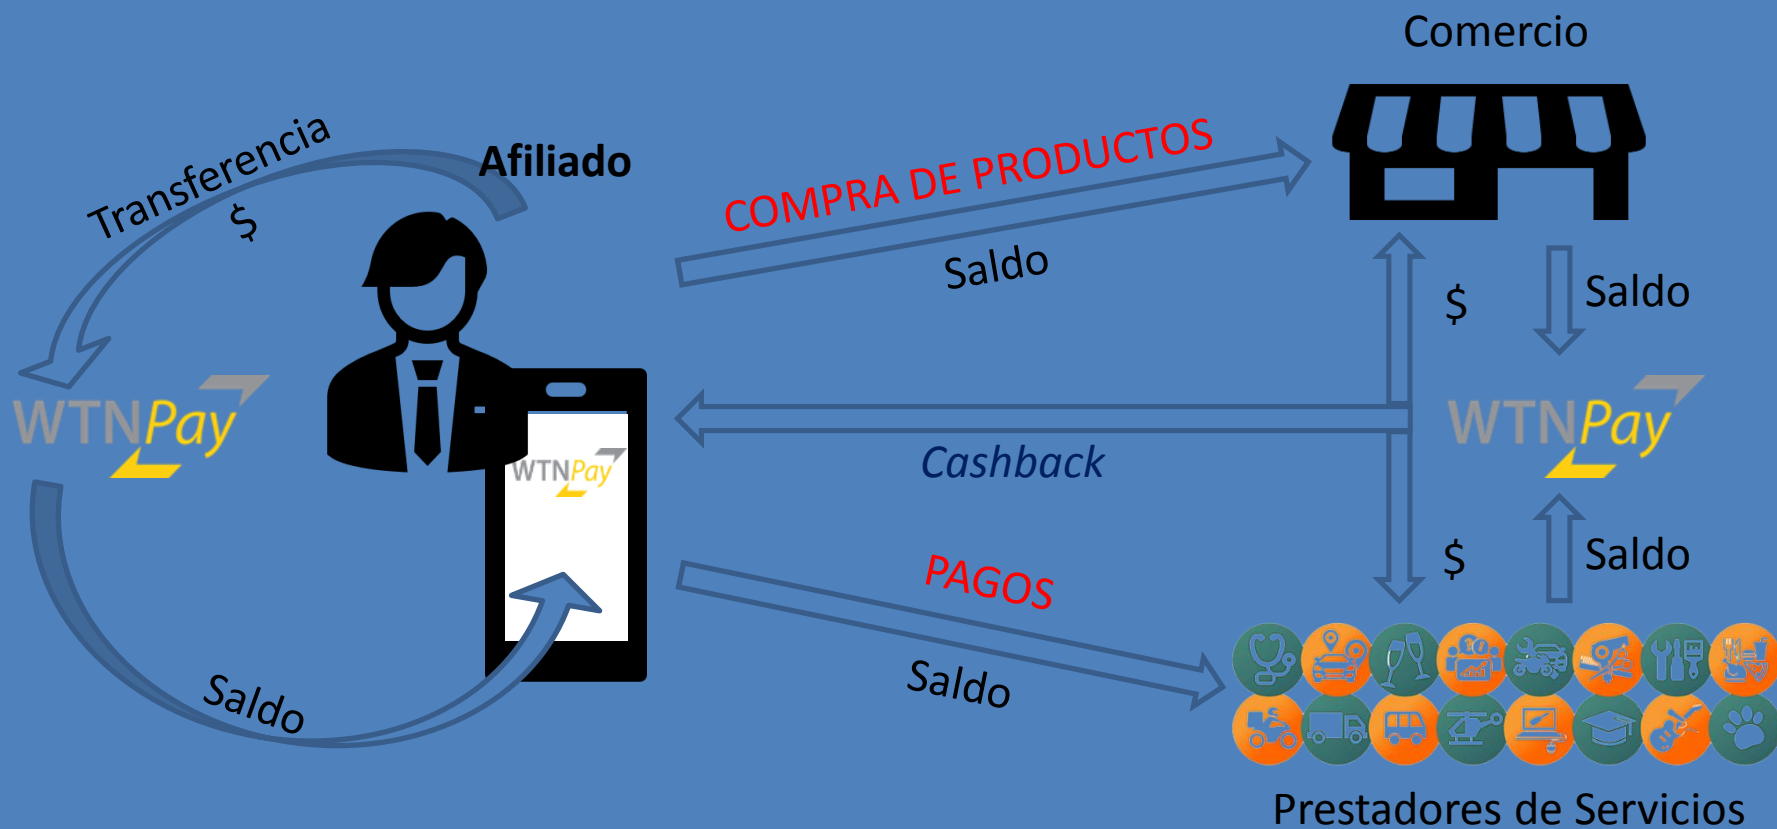 Comercio
Transferencia
$
Afiliado
COMPRA DE PRODUCTOS
Saldo
$
Saldo
WTNPay
WTNPay
Cashback
WTNPay
PAGOS
Saldo
$
Saldo
Saldo
Prestadores de Servicios